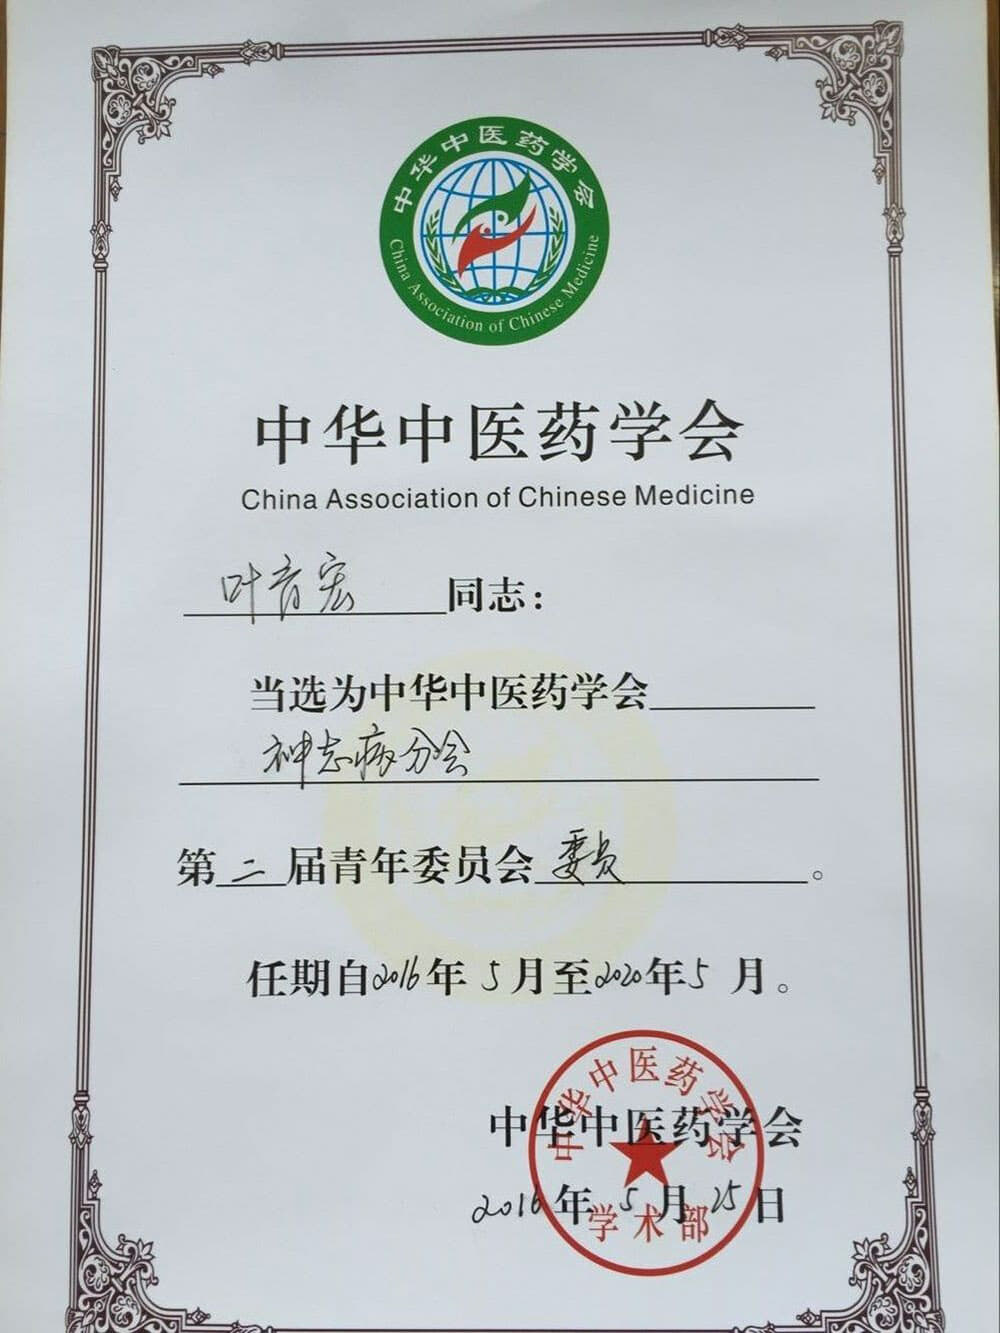 中华中医药学会
China Association of Chinese Medicine
中华中医药学会
China Association of Chinese Medicine
叶育宏同志：
当选为中华中医药学会
神志病分会
第二届青年委员会委员。
任期自2016年5月至2020年5月。
中华中医药学会
2016年5月25日
中华中医药学会
学术部